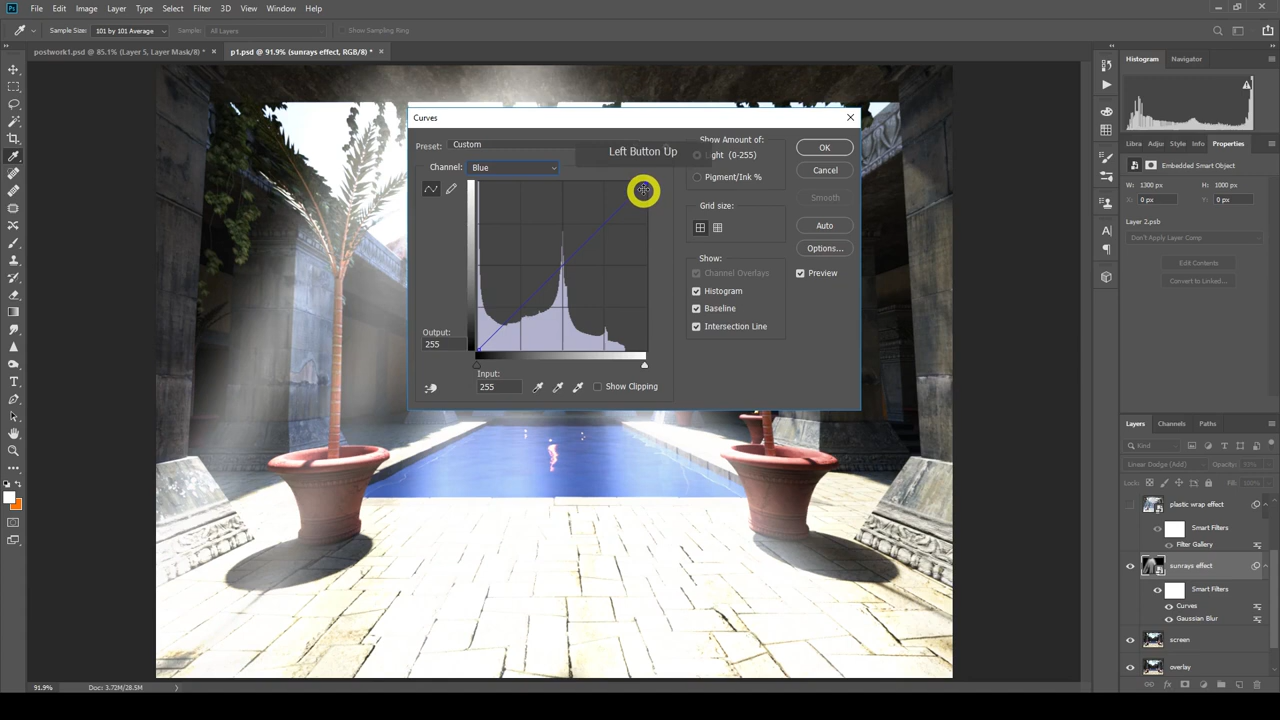 Ps File Edit Image Layer Type Select Filter 3D View Window Help
Sample Size: 101 by 101 Average Sample: All Layers Show Sampling Ring
postwork1.psd @ 85.1% (Layer 5, Layer Mask/8) * × p1.psd @ 91.9% (sunrays effect, RGB/8) * ×
Histogram Navigator
Curves
Preset: Custom
Left Button Up
Show Amount of:
Light (0-255)
Pigment/Ink %
OK
Cancel
Smooth
Auto
Options...
Preview
Channel: Blue
Grid size:
Show:
Channel Overlays
Histogram
Baseline
Intersection Line
Output:
255
Input:
255
Show Clipping
Adjust Style Info Properties
Embedded Smart Object
W: 1300 px H: 1000 px
X: 0 px Y: 0 px
Layer 2.psb
Don't Apply Layer Comp
Edit Contents
Convert to Linked...
Layers Channels Paths
Kind
Linear Dodge (Add) Opacity:
Lock: Fill: 100%
plastic wrap effect
Smart Filters
Filter Gallery
sunrays effect
Smart Filters
Curves
Gaussian Blur
screen
overlay
91.9% Doc: 3.72M/28.5M